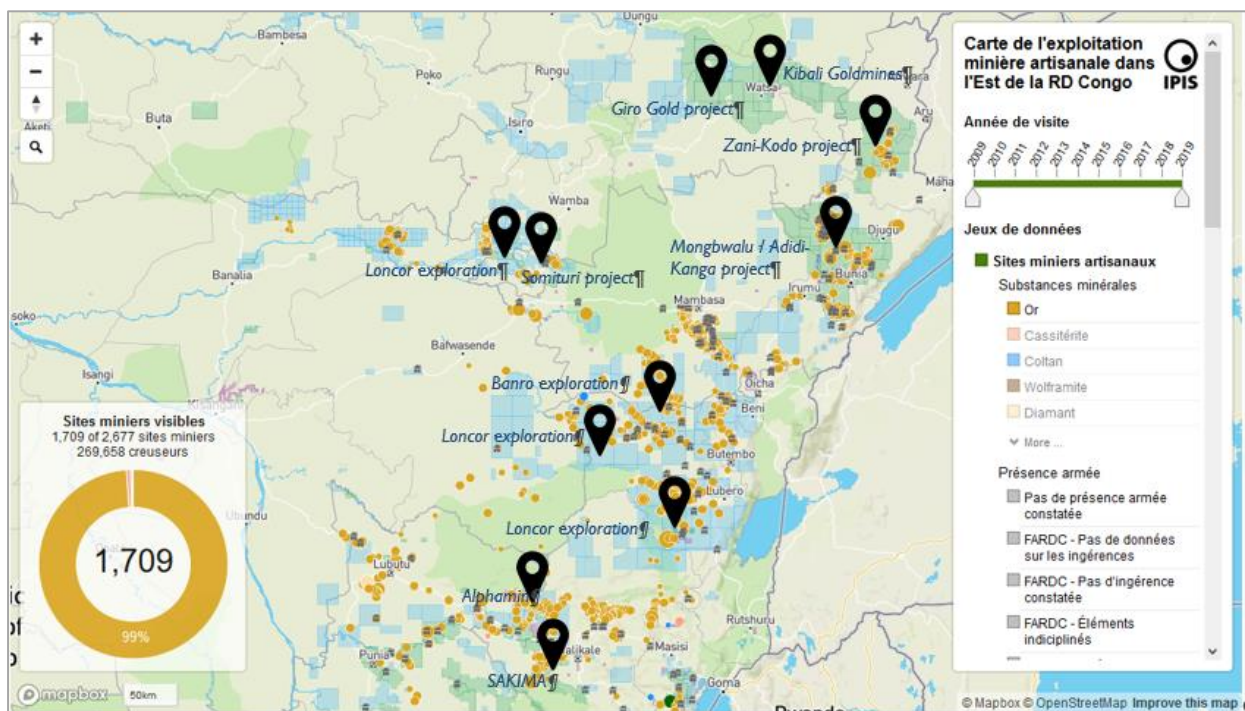 Dungu
Bambesa
Poko
Rungu
Kibali Goldmines¶
Watsa
Giro Gold project¶
Aru
Buta
Aketi
Isiro
Zani-Kodo project¶
Wamba
Djugu
Mongbwalu / Adidi-
Kanga project¶
Loncor exploration¶
Somituri project¶
Banalia
Bunia
Irumu
Mambasa
Bafwasende
Isangi
Oicha
Banro exploration¶
Beni
Kisangani
Loncor exploration¶
Butembo
Lubero
Ubundu
Loncor exploration¶
Lubutu
Alphamin¶
Rutshuru
Punia
Masisi
SAKIMA¶
Goma
Rwanda
Sites miniers visibles
1,709 of 2,677 sites miniers
269,658 creuseurs
1,709
99%
mapbox
50km
Carte de l'exploitation
minière artisanale dans
l'Est de la RD Congo
IPIS
Année de visite
2009 2010 2011 2012 2013 2014 2015 2016 2017 2018 2019
Jeux de données
Sites miniers artisanaux
Substances minérales
Or
Cassitérite
Coltan
Wolframite
Diamant
More ...
Présence armée
Pas de présence armée
constatée
FARDC - Pas de données
sur les ingérences
FARDC - Pas d'ingérence
constatée
FARDC - Éléments
indiciplinés
© Mapbox © OpenStreetMap Improve this map